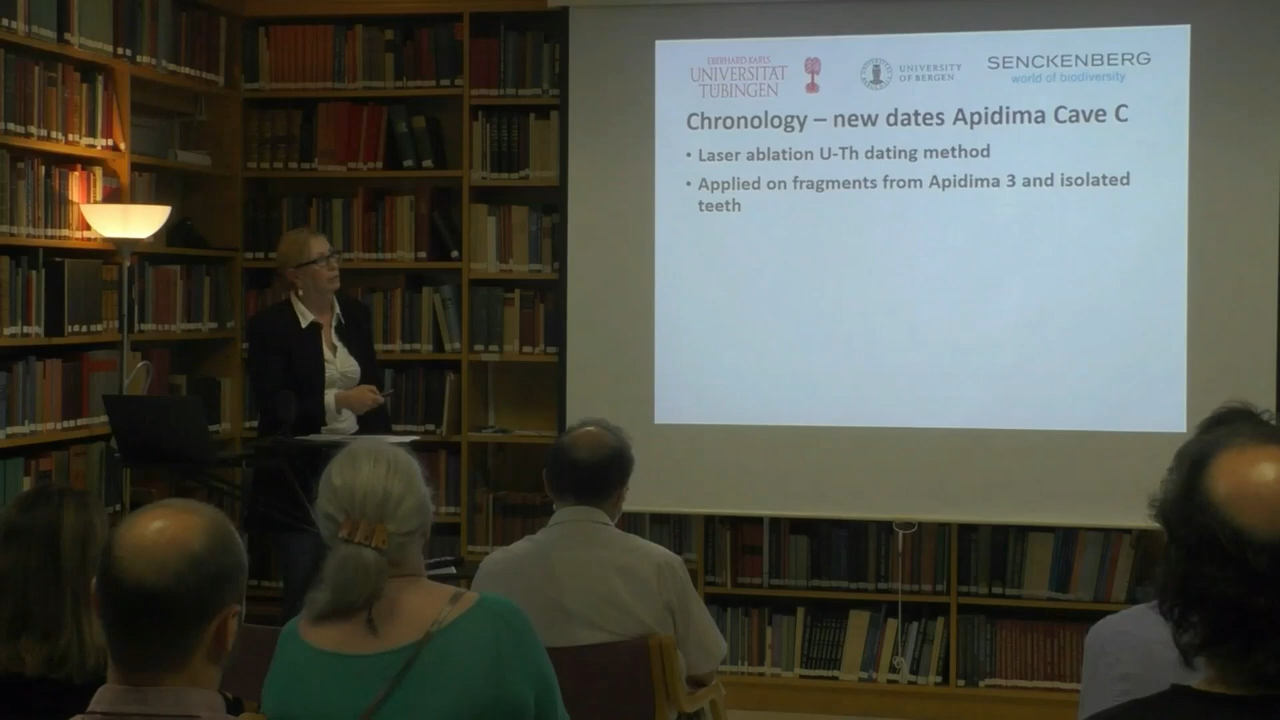 EBERHARD KARLS
UNIVERSITÄT
TÜBINGEN
UNIVERSITY
OF BERGEN
SENCKENBERG
world of biodiversity
Chronology – new dates Apidima Cave C
• Laser ablation U-Th dating method
• Applied on fragments from Apidima 3 and isolated
teeth